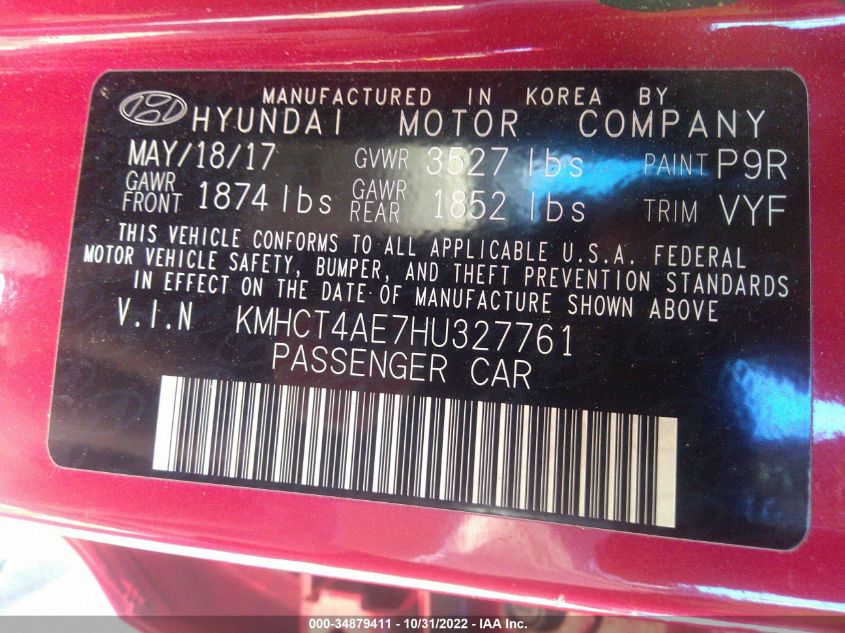 MANUFACTURED IN KOREA BY
HYUNDAI MOTOR COMPANY
MAY/18/17 GVWR 3527 lbs PAINT P9R
GAWR FRONT 1874 lbs GAWR REAR 1852 lbs TRIM VYF
THIS VEHICLE CONFORMS TO ALL APPLICABLE U.S.A. FEDERAL
MOTOR VEHICLE SAFETY, BUMPER, AND THEFT PREVENTION STANDARDS
IN EFFECT ON THE DATE OF MANUFACTURE SHOWN ABOVE
V.I.N KMHCT4AE7HU327761
PASSENGER CAR
000-34879411 - 10/31/2022 - IAA Inc.